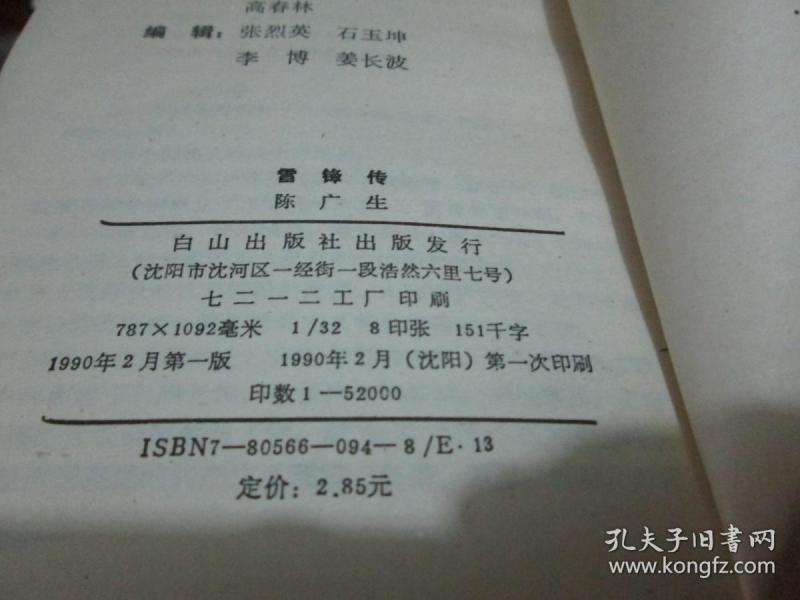 高春林
编　辑：张烈英　石玉坤
李　博　姜长波
雷锋传
陈广生
白山出版社出版发行
（沈阳市沈河区一经街一段浩然六里七号）
七二一二工厂印刷
787×1092毫米　1/32　8印张　151千字
1990年2月第一版　1990年2月（沈阳）第一次印刷
印数1—52000
ISBN7—80566—094—8/E·13
定价：2.85元
孔夫子旧书网
www.kongfz.com